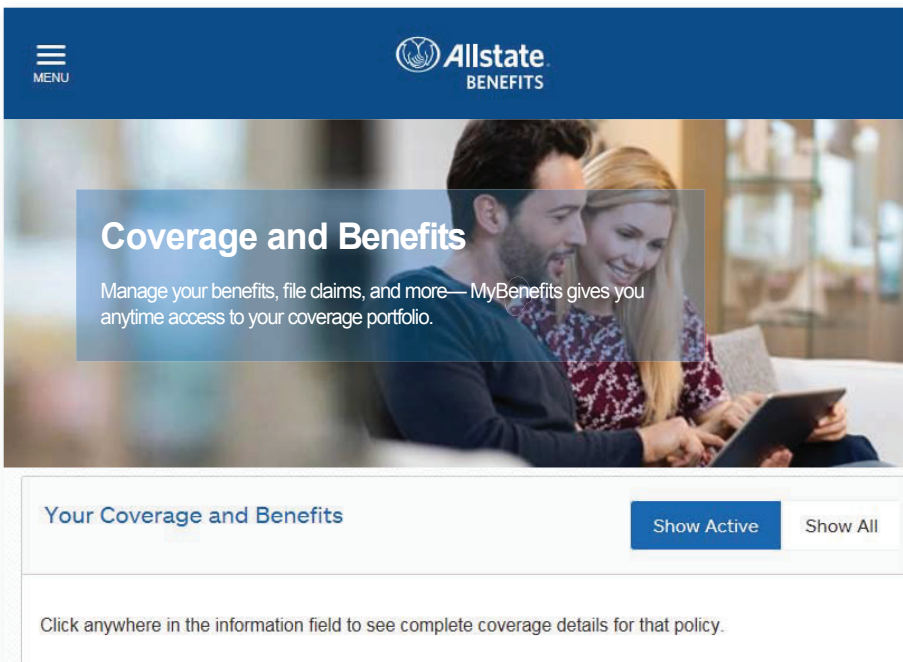 MENU
Allstate.
BENEFITS
Coverage and Benefits
Manage your benefits, file claims, and more— MyBenefits gives you
anytime access to your coverage portfolio.
Your Coverage and Benefits
Show Active
Show All
Click anywhere in the information field to see complete coverage details for that policy.